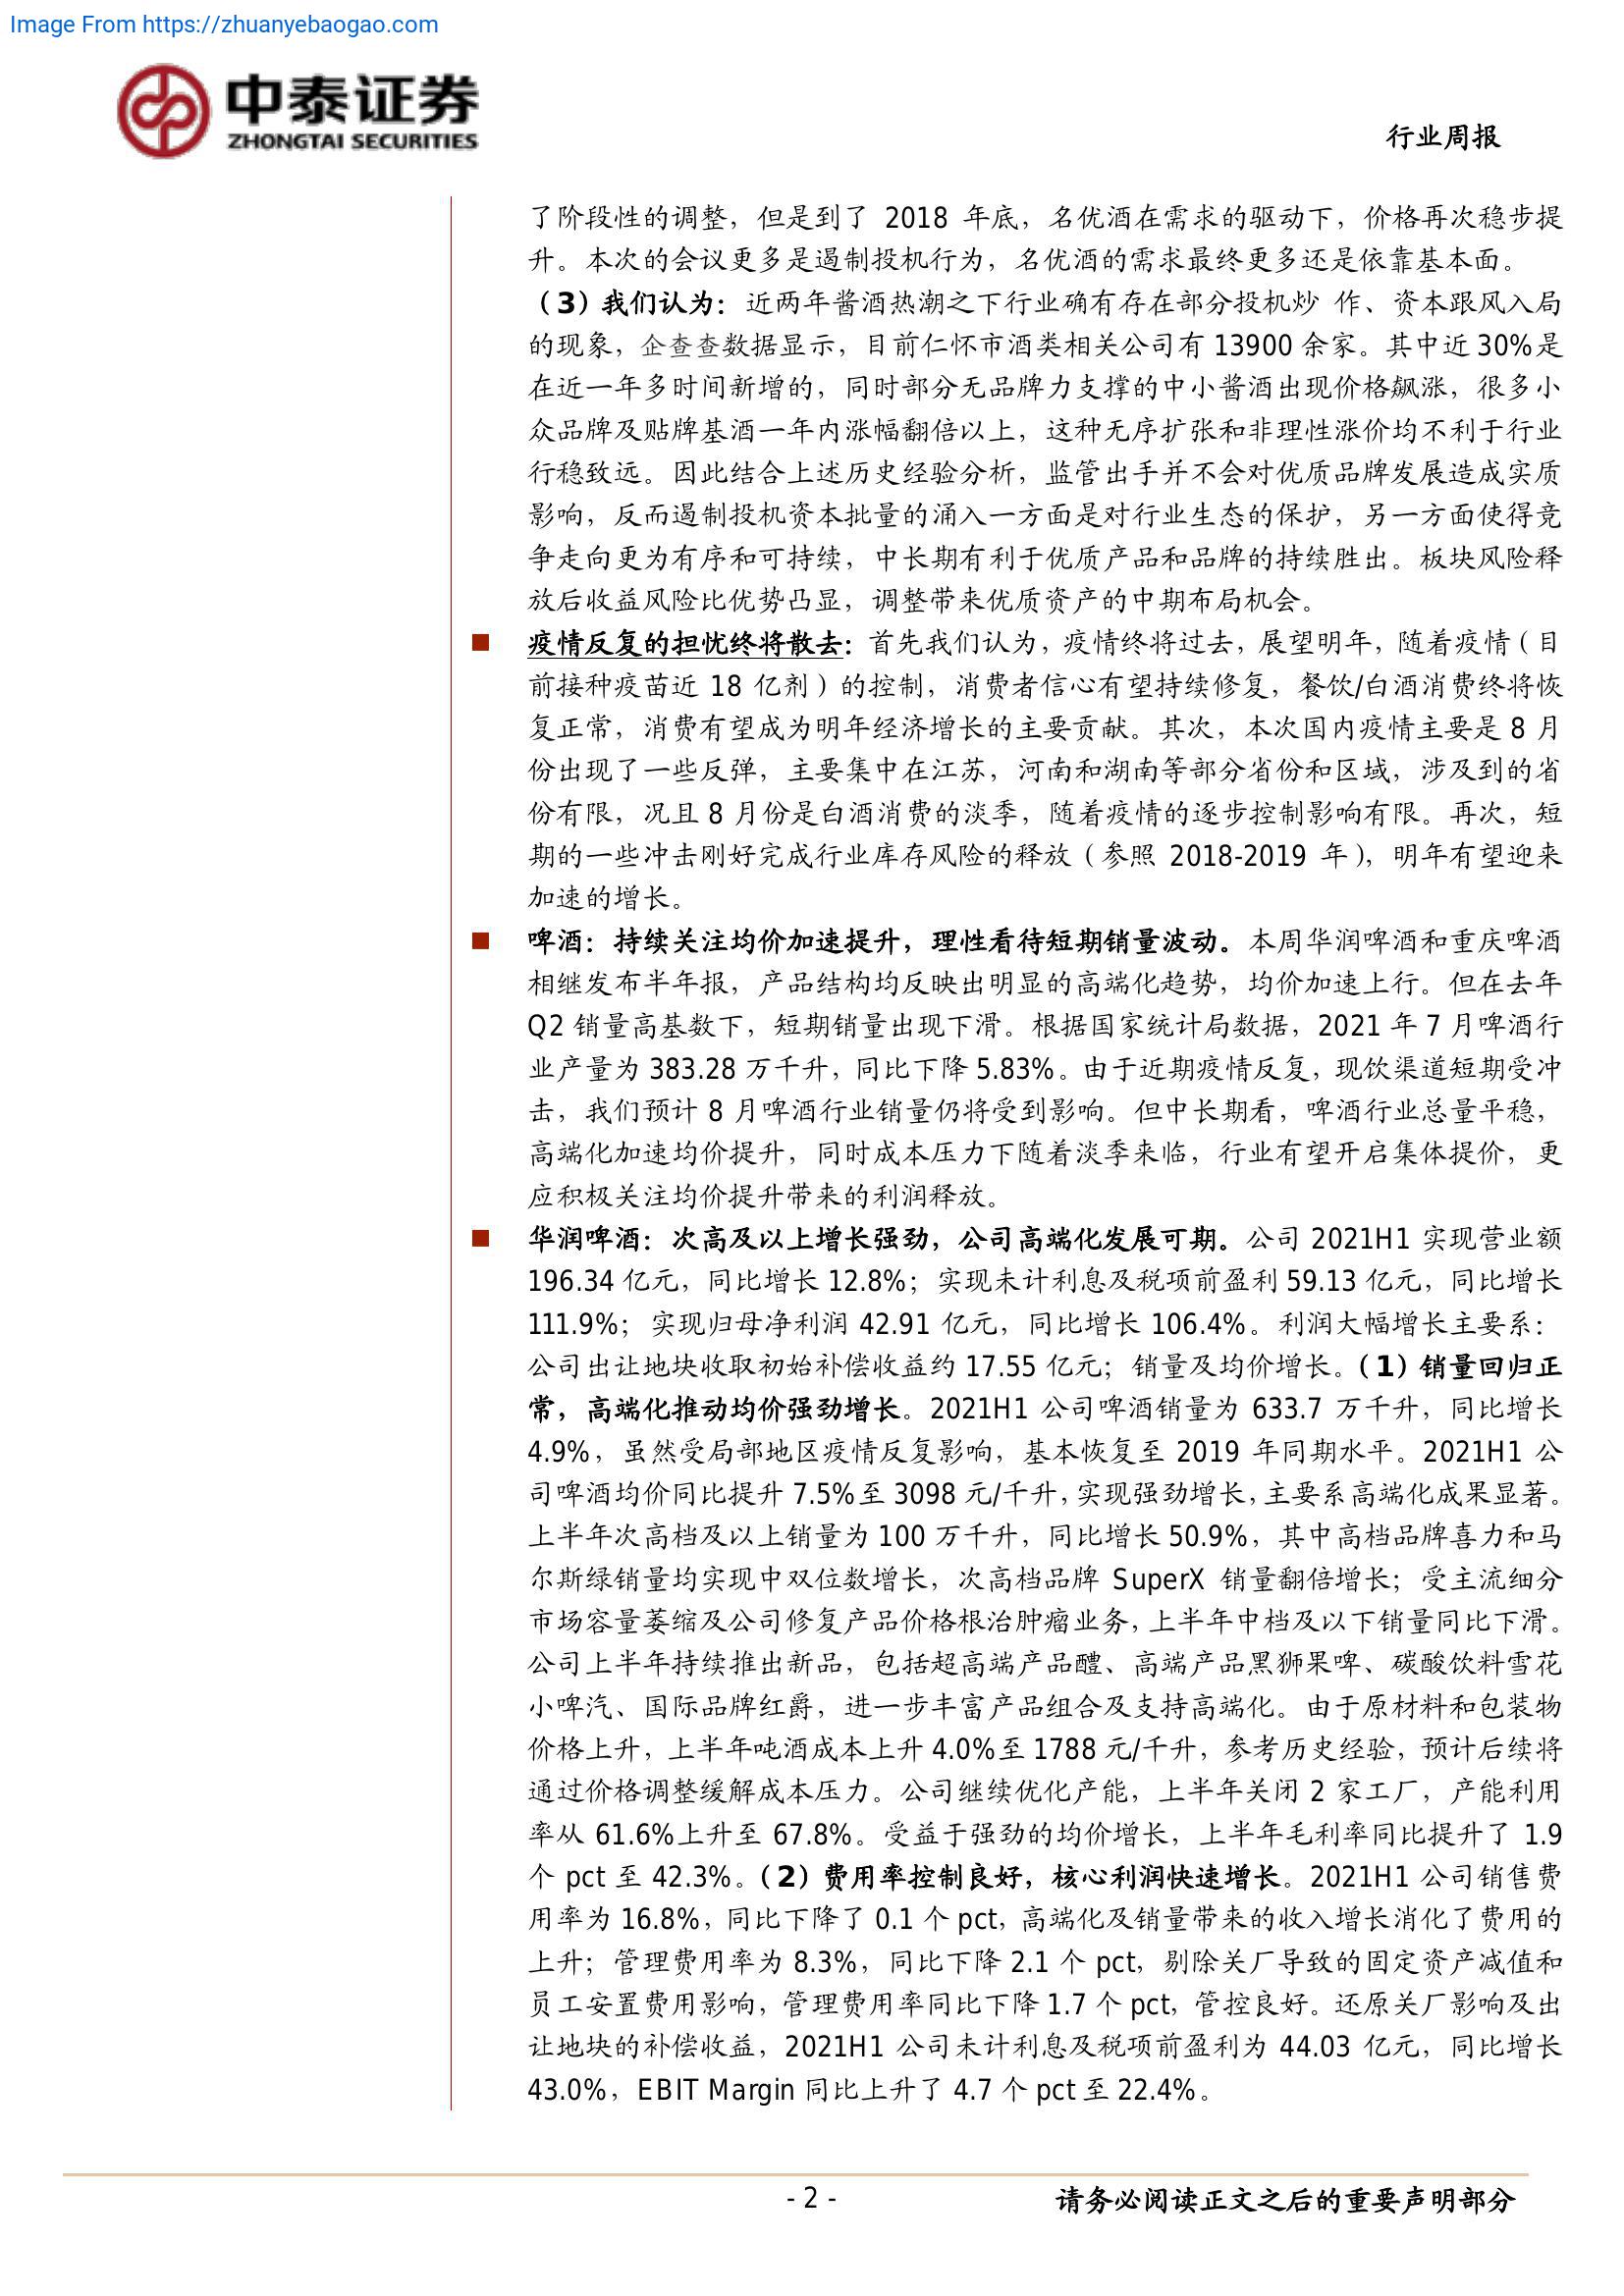 Image From https://zhuanyebaogao.com
中泰证券
ZHONGTAI SECURITIES
行业周报
了阶段性的调整，但是到了 2018 年底，名优酒在需求的驱动下，价格再次稳步提
升。本次的会议更多是遏制投机行为，名优酒的需求最终更多还是依靠基本面。
（3）我们认为：近两年酱酒热潮之下行业确有存在部分投机炒 作、资本跟风入局
的现象，企查查数据显示，目前仁怀市酒类相关公司有 13900 余家。其中近 30%是
在近一年多时间新增的，同时部分无品牌力支撑的中小酱酒出现价格飙涨，很多小
众品牌及贴牌基酒一年内涨幅翻倍以上，这种无序扩张和非理性涨价均不利于行业
行稳致远。因此结合上述历史经验分析，监管出手并不会对优质品牌发展造成实质
影响，反而遏制投机资本批量的涌入一方面是对行业生态的保护，另一方面使得竞
争走向更为有序和可持续，中长期有利于优质产品和品牌的持续胜出。板块风险释
放后收益风险比优势凸显，调整带来优质资产的中期布局机会。
■ 疫情反复的担忧终将散去：首先我们认为，疫情终将过去，展望明年，随着疫情（目
前接种疫苗近 18 亿剂）的控制，消费者信心有望持续修复，餐饮/白酒消费终将恢
复正常，消费有望成为明年经济增长的主要贡献。其次，本次国内疫情主要是 8 月
份出现了一些反弹，主要集中在江苏，河南和湖南等部分省份和区域，涉及到的省
份有限，况且 8 月份是白酒消费的淡季，随着疫情的逐步控制影响有限。再次，短
期的一些冲击刚好完成行业库存风险的释放（参照 2018-2019 年），明年有望迎来
加速的增长。
■ 啤酒：持续关注均价加速提升，理性看待短期销量波动。本周华润啤酒和重庆啤酒
相继发布半年报，产品结构均反映出明显的高端化趋势，均价加速上行。但在去年
Q2 销量高基数下，短期销量出现下滑。根据国家统计局数据，2021 年 7 月啤酒行
业产量为 383.28 万千升，同比下降 5.83%。由于近期疫情反复，现饮渠道短期受冲
击，我们预计 8 月啤酒行业销量仍将受到影响。但中长期看，啤酒行业总量平稳，
高端化加速均价提升，同时成本压力下随着淡季来临，行业有望开启集体提价，更
应积极关注均价提升带来的利润释放。
■ 华润啤酒：次高及以上增长强劲，公司高端化发展可期。公司 2021H1 实现营业额
196.34 亿元，同比增长 12.8%；实现未计利息及税项前盈利 59.13 亿元，同比增长
111.9%；实现归母净利润 42.91 亿元，同比增长 106.4%。利润大幅增长主要系：
公司出让地块收取初始补偿收益约 17.55 亿元；销量及均价增长。（1）销量回归正
常，高端化推动均价强劲增长。2021H1 公司啤酒销量为 633.7 万千升，同比增长
4.9%，虽然受局部地区疫情反复影响，基本恢复至 2019 年同期水平。2021H1 公
司啤酒均价同比提升 7.5%至 3098 元/千升，实现强劲增长，主要系高端化成果显著。
上半年次高档及以上销量为 100 万千升，同比增长 50.9%，其中高档品牌喜力和马
尔斯绿销量均实现中双位数增长，次高档品牌 SuperX 销量翻倍增长；受主流细分
市场容量萎缩及公司修复产品价格根治肿瘤业务，上半年中档及以下销量同比下滑。
公司上半年持续推出新品，包括超高端产品醴、高端产品黑狮果啤、碳酸饮料雪花
小啤汽、国际品牌红爵，进一步丰富产品组合及支持高端化。由于原材料和包装物
价格上升，上半年吨酒成本上升 4.0%至 1788 元/千升，参考历史经验，预计后续将
通过价格调整缓解成本压力。公司继续优化产能，上半年关闭 2 家工厂，产能利用
率从 61.6%上升至 67.8%。受益于强劲的均价增长，上半年毛利率同比提升了 1.9
个 pct 至 42.3%。（2）费用率控制良好，核心利润快速增长。2021H1 公司销售费
用率为 16.8%，同比下降了 0.1 个 pct，高端化及销量带来的收入增长消化了费用的
上升；管理费用率为 8.3%，同比下降 2.1 个 pct，剔除关厂导致的固定资产减值和
员工安置费用影响，管理费用率同比下降 1.7 个 pct，管控良好。还原关厂影响及出
让地块的补偿收益，2021H1 公司未计利息及税项前盈利为 44.03 亿元，同比增长
43.0%，EBIT Margin 同比上升了 4.7 个 pct 至 22.4%。
- 2 -
请务必阅读正文之后的重要声明部分